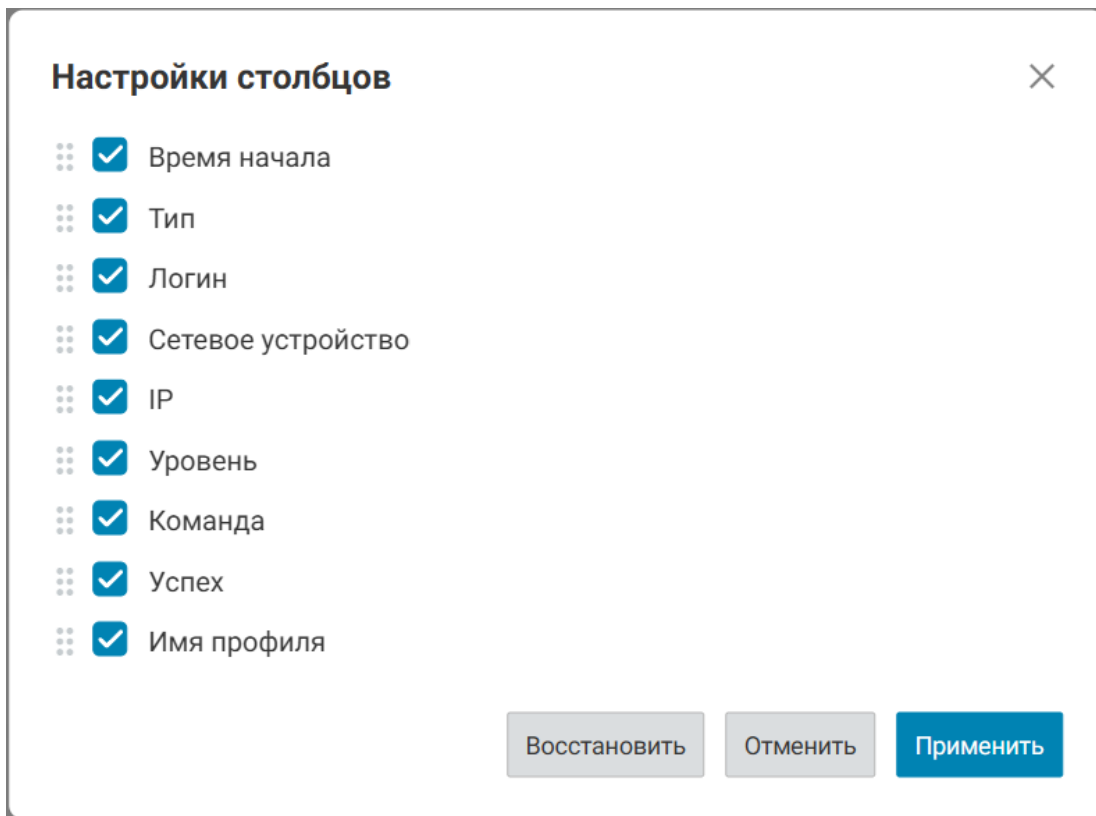 Настройки столбцов
Время начала
Тип
Логин
Сетевое устройство
IP
Уровень
Команда
Успех
Имя профиля
Восстановить Отменить Применить